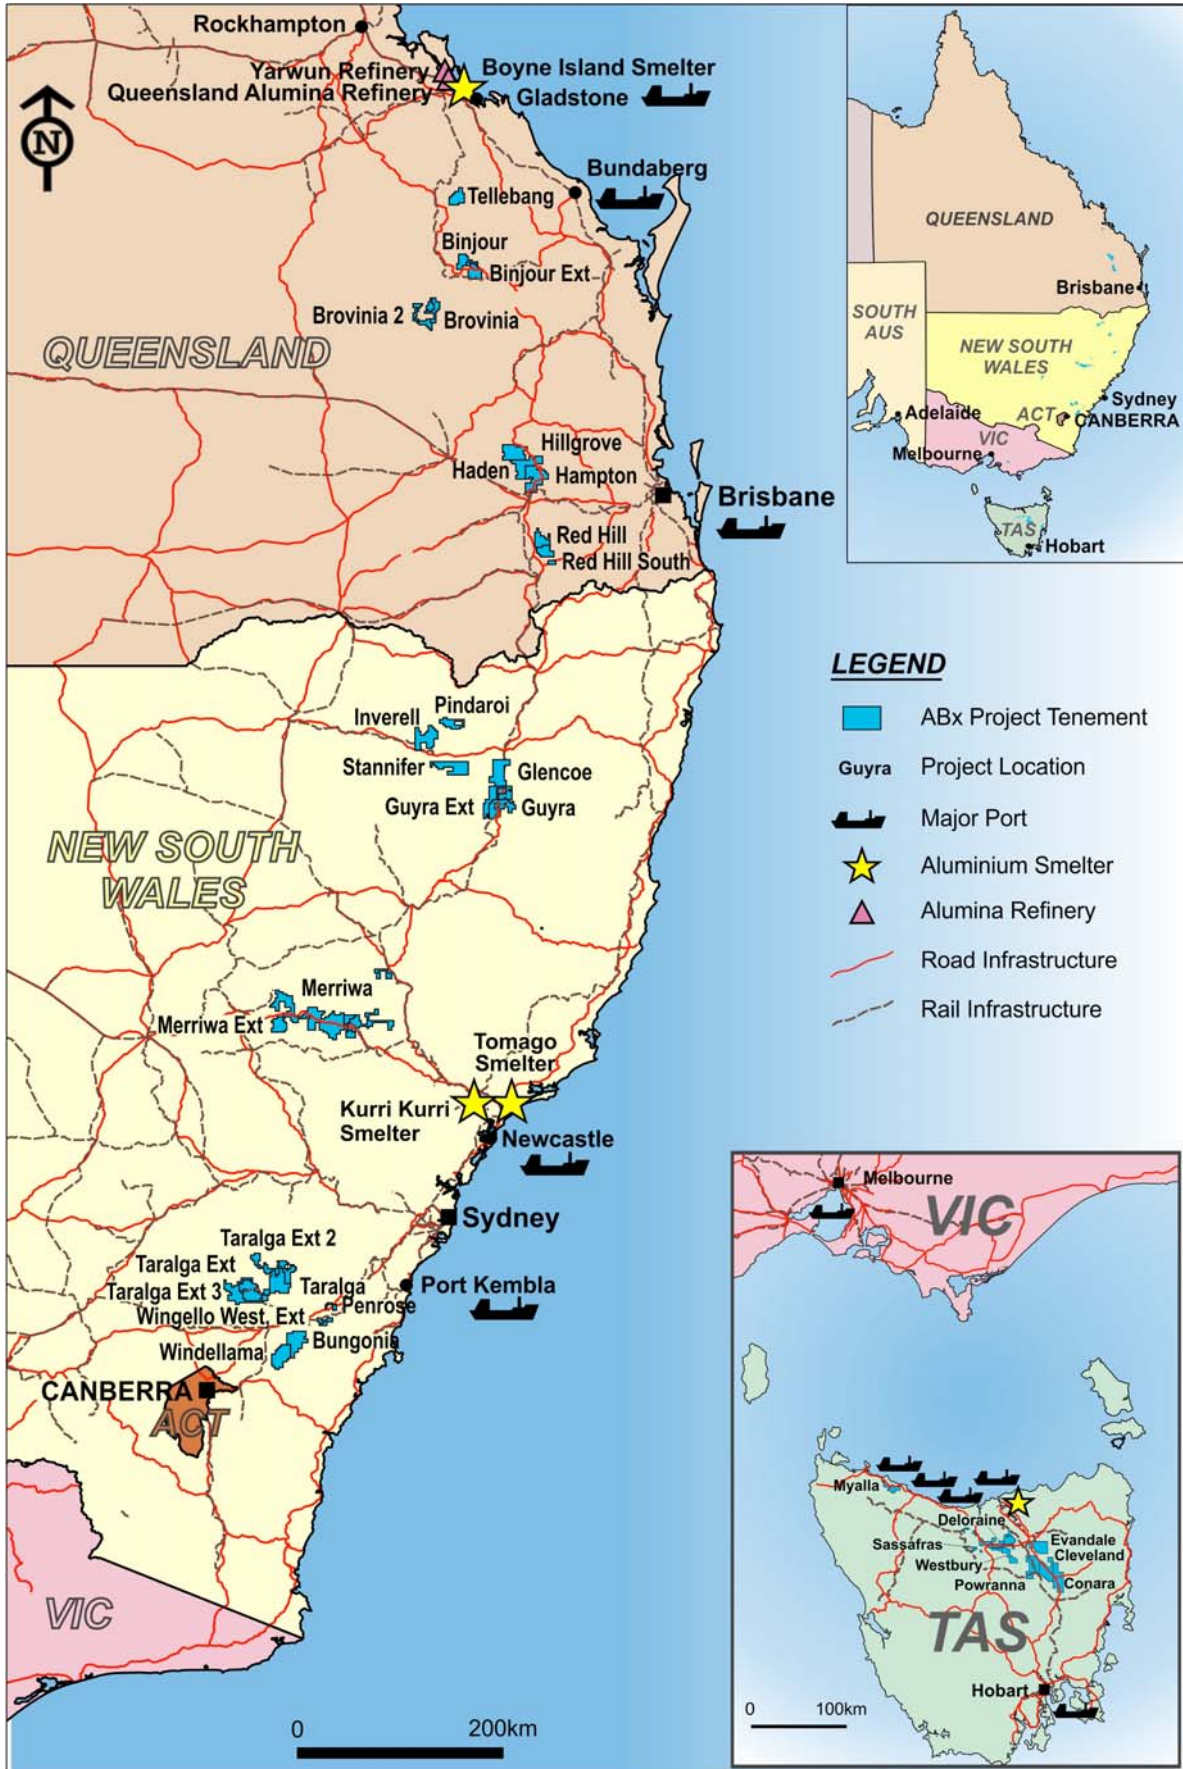 Rockhampton
Yarwun Refinery
Boyne Island Smelter
Queensland Alumina Refinery
Gladstone
N
Bundaberg
Tellebang
Binjour
Binjour Ext
Brovinia 2
Brovinia
QUEENSLAND
Hillgrove
Haden
Hampton
Brisbane
Red Hill
Red Hill South
Pindaroi
Inverell
Stannifer
Glencoe
Guyra Ext
Guyra
NEW SOUTH
WALES
Merriwa
Merriwa Ext
Tomago
Smelter
Kurri Kurri
Smelter
Newcastle
Sydney
Taralga Ext 2
Taralga Ext
Taralga Ext 3
Taralga
Port Kembla
Penrose
Wingello West, Ext
Bungonia
Windellama
CANBERRA
ACT
VIC
0 200km
QUEENSLAND
Brisbane
SOUTH
AUS
NEW SOUTH
WALES
Sydney
ACT
CANBERRA
Adelaide
VIC
Melbourne
TAS
Hobart
LEGEND
ABx Project Tenement
Guyra Project Location
Major Port
Aluminium Smelter
Alumina Refinery
Road Infrastructure
Rail Infrastructure
Melbourne
VIC
Myalla
Deloraine
Sassafras
Evandale
Cleveland
Westbury
Powranna
Conara
TAS
Hobart
0 100km